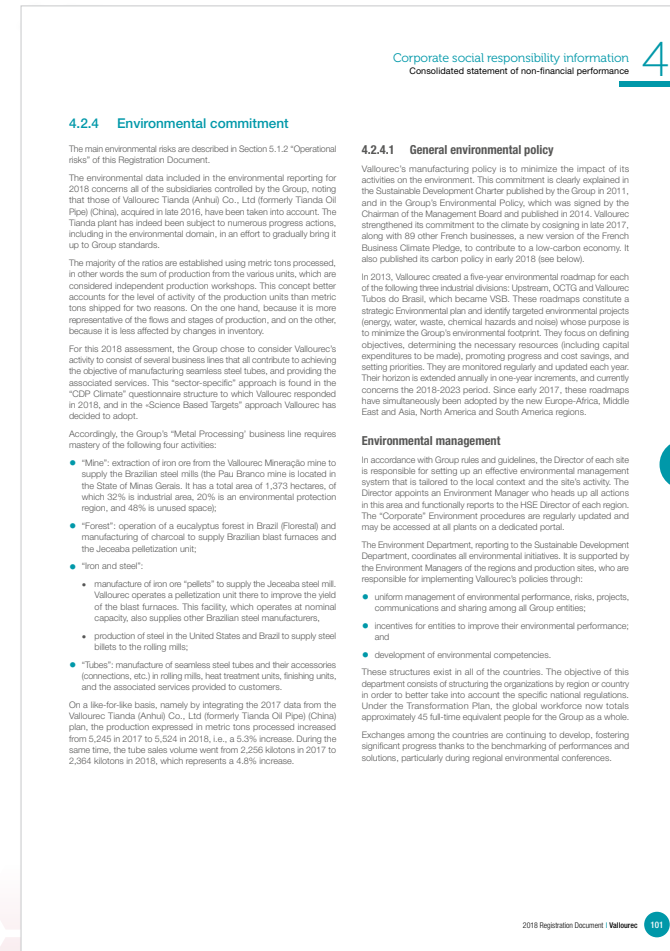 Corporate social responsibility information
Consolidated statement of non-financial performance
4
4.2.4 Environmental commitment
The main environmental risks are described in Section 5.1.2 “Operational
risks” of this Registration Document.
The environmental data included in the environmental reporting for
2018 concerns all of the subsidiaries controlled by the Group, noting
that those of Vallourec Tianda (Anhui) Co., Ltd (formerly Tianda Oil
Pipe) (China), acquired in late 2016, have been taken into account. The
Tianda plant has indeed been subject to numerous progress actions,
including in the environmental domain, in an effort to gradually bring it
up to Group standards.
The majority of the ratios are established using metric tons processed,
in other words the sum of production from the various units, which are
considered independent production workshops. This concept better
accounts for the level of activity of the production units than metric
tons shipped for two reasons. On the one hand, because it is more
representative of the flows and stages of production, and on the other,
because it is less affected by changes in inventory.
For this 2018 assessment, the Group chose to consider Vallourec’s
activity to consist of several business lines that all contribute to achieving
the objective of manufacturing seamless steel tubes, and providing the
associated services. This “sector-specific” approach is found in the
“CDP Climate” questionnaire structure to which Vallourec responded
in 2018, and in the «Science Based Targets” approach Vallourec has
decided to adopt.
Accordingly, the Group’s “Metal Processing’ business line requires
mastery of the following four activities:
● “Mine”: extraction of iron ore from the Vallourec Mineração mine to
supply the Brazilian steel mills (the Pau Branco mine is located in
the State of Minas Gerais. It has a total area of 1,373 hectares, of
which 32% is industrial area, 20% is an environmental protection
region, and 48% is unused space);
● “Forest”: operation of a eucalyptus forest in Brazil (Florestal) and
manufacturing of charcoal to supply Brazilian blast furnaces and
the Jeceaba pelletization unit;
● “Iron and steel”:
● manufacture of iron ore “pellets” to supply the Jeceaba steel mill.
Vallourec operates a pelletization unit there to improve the yield
of the blast furnaces. This facility, which operates at nominal
capacity, also supplies other Brazilian steel manufacturers,
● production of steel in the United States and Brazil to supply steel
billets to the rolling mills;
● “Tubes”: manufacture of seamless steel tubes and their accessories
(connections, etc.) in rolling mills, heat treatment units, finishing units,
and the associated services provided to customers.
On a like-for-like basis, namely by integrating the 2017 data from the
Vallourec Tianda (Anhui) Co., Ltd (formerly Tianda Oil Pipe) (China)
plan, the production expressed in metric tons processed increased
from 5,245 in 2017 to 5,524 in 2018, i.e., a 5.3% increase. During the
same time, the tube sales volume went from 2,256 kilotons in 2017 to
2,364 kilotons in 2018, which represents a 4.8% increase.
4.2.4.1 General environmental policy
Vallourec’s manufacturing policy is to minimize the impact of its
activities on the environment. This commitment is clearly explained in
the Sustainable Development Charter published by the Group in 2011,
and in the Group’s Environmental Policy, which was signed by the
Chairman of the Management Board and published in 2014. Vallourec
strengthened its commitment to the climate by cosigning in late 2017,
along with 89 other French businesses, a new version of the French
Business Climate Pledge, to contribute to a low-carbon economy. It
also published its carbon policy in early 2018 (see below).
In 2013, Vallourec created a five-year environmental roadmap for each
of the following three industrial divisions: Upstream, OCTG and Vallourec
Tubos do Brasil, which became VSB. These roadmaps constitute a
strategic Environmental plan and identify targeted environmental projects
(energy, water, waste, chemical hazards and noise) whose purpose is
to minimize the Group’s environmental footprint. They focus on defining
objectives, determining the necessary resources (including capital
expenditures to be made), promoting progress and cost savings, and
setting priorities. They are monitored regularly and updated each year.
Their horizon is extended annually in one-year increments, and currently
concerns the 2018-2023 period. Since early 2017, these roadmaps
have simultaneously been adopted by the new Europe-Africa, Middle
East and Asia, North America and South America regions.
Environmental management
In accordance with Group rules and guidelines, the Director of each site
is responsible for setting up an effective environmental management
system that is tailored to the local context and the site’s activity. The
Director appoints an Environment Manager who heads up all actions
in this area and functionally reports to the HSE Director of each region.
The “Corporate” Environment procedures are regularly updated and
may be accessed at all plants on a dedicated portal.
The Environment Department, reporting to the Sustainable Development
Department, coordinates all environmental initiatives. It is supported by
the Environment Managers of the regions and production sites, who are
responsible for implementing Vallourec’s policies through:
● uniform management of environmental performance, risks, projects,
communications and sharing among all Group entities;
● incentives for entities to improve their environmental performance;
and
● development of environmental competencies.
These structures exist in all of the countries. The objective of this
department consists of structuring the organizations by region or country
in order to better take into account the specific national regulations.
Under the Transformation Plan, the global workforce now totals
approximately 45 full-time equivalent people for the Group as a whole.
Exchanges among the countries are continuing to develop, fostering
significant progress thanks to the benchmarking of performances and
solutions, particularly during regional environmental conferences.
2018 Registration Document I Vallourec 101